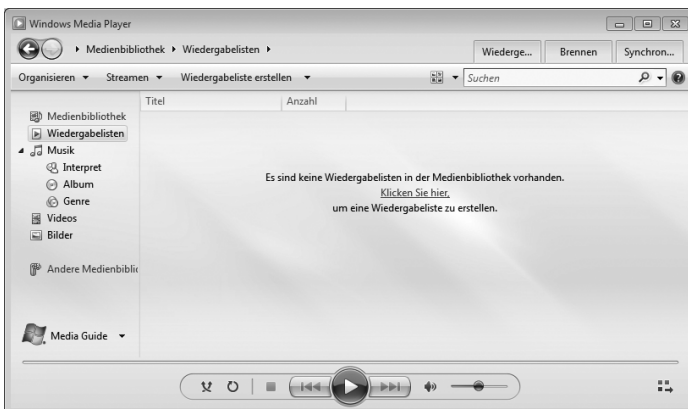 Windows Media Player
Medienbibliothek Wiedergabelisten
Wiederge... Brennen Synchron...
Organisieren Streamen Wiedergabeliste erstellen Suchen
Titel Anzahl
Medienbibliothek
Wiedergabelisten
Musik
Interpret
Album
Genre
Videos
Bilder
Andere Medienbiblic
Es sind keine Wiedergabelisten in der Medienbibliothek vorhanden.
Klicken Sie hier,
um eine Wiedergabeliste zu erstellen.
Media Guide